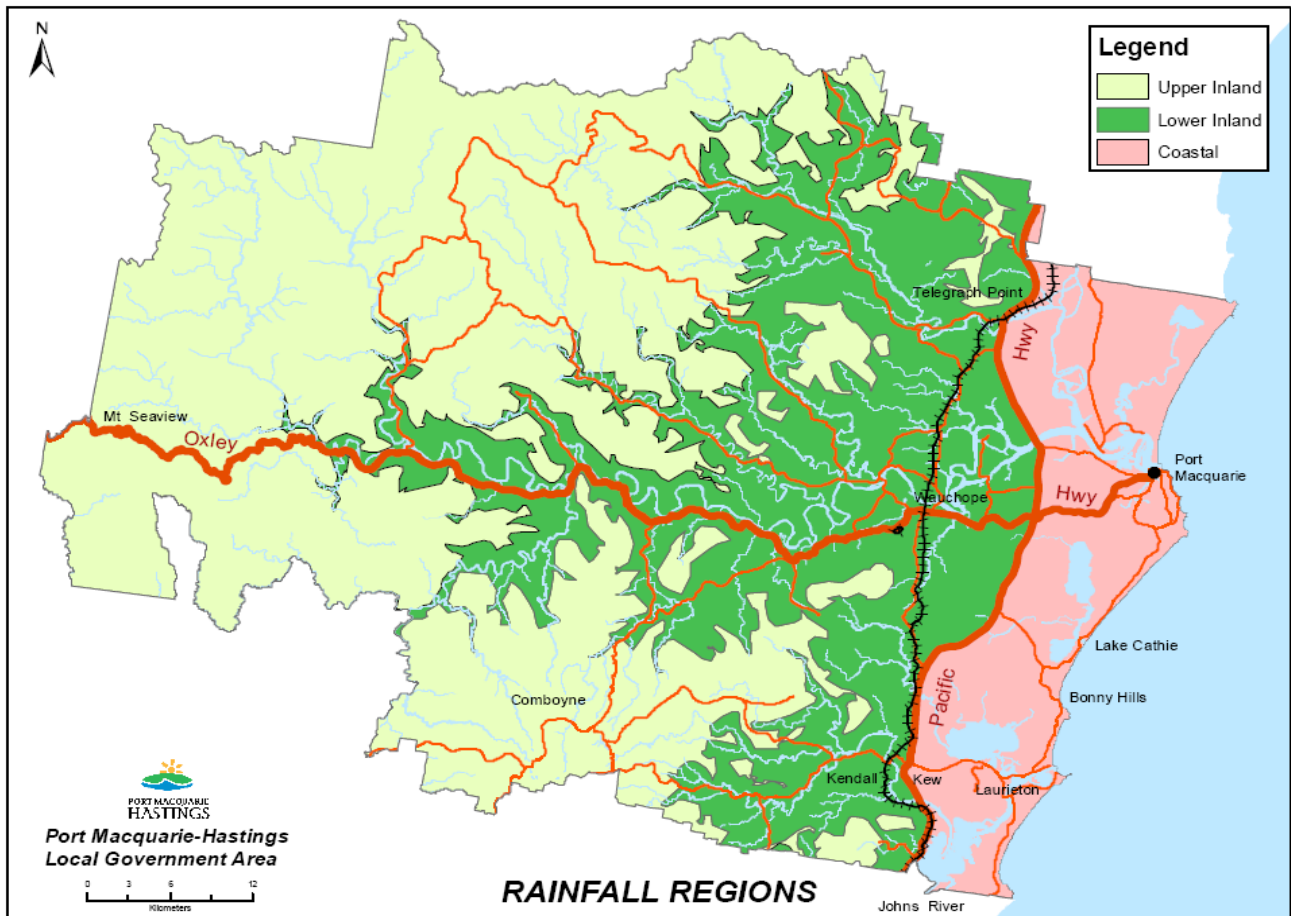 N
Legend
Upper Inland
Lower Inland
Coastal
Telegraph Point
Hwy
Mt Seaview
Oxley
Port
Macquarie
Wauchope
Hwy
Lake Cathie
Comboyne
Pacific
Bonny Hills
Kendall
Kew
Laurieton
PORT MACQUARIE
HASTINGS
Port Macquarie-Hastings
Local Government Area
0 3 6 12
Kilometers
RAINFALL REGIONS
Johns River